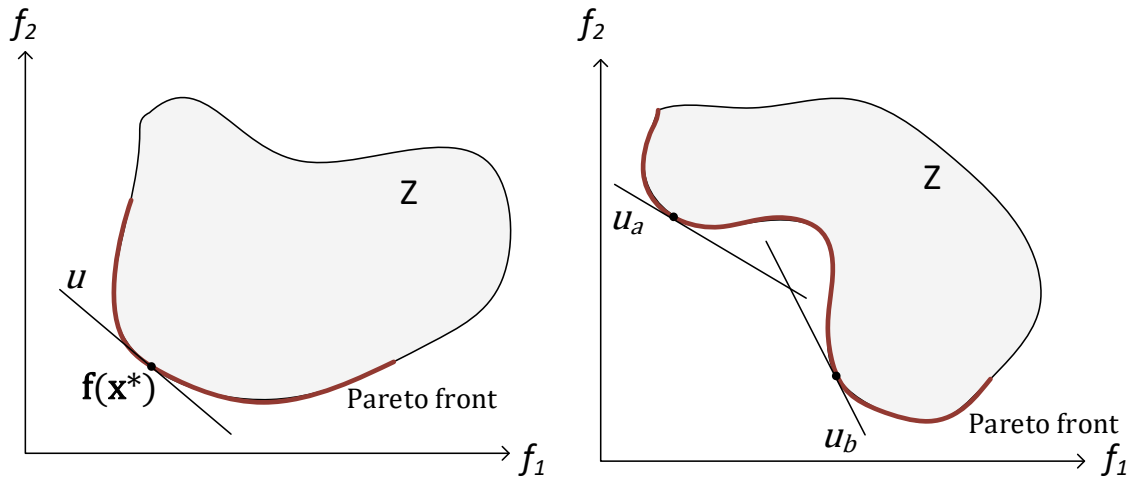 f2
Z
u
f(x*)
Pareto front
f1
f2
Z
ua
ub
Pareto front
f1